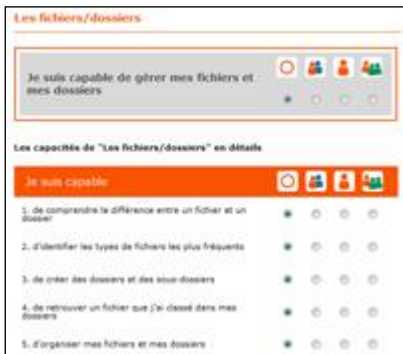 Les fichiers/dossiers
Je suis capable de gérer mes fichiers et
mes dossiers
Les capacités de "Les fichiers/dossiers" en détails
Je suis capable
1. de comprendre la différence entre un fichier et un
dossier
2. d'identifier les types de fichiers les plus fréquents
3. de créer des dossiers et des sous-dossiers
4. de retrouver un fichier que j'ai classé dans mes
dossiers
5. d'organiser mes fichiers et mes dossiers